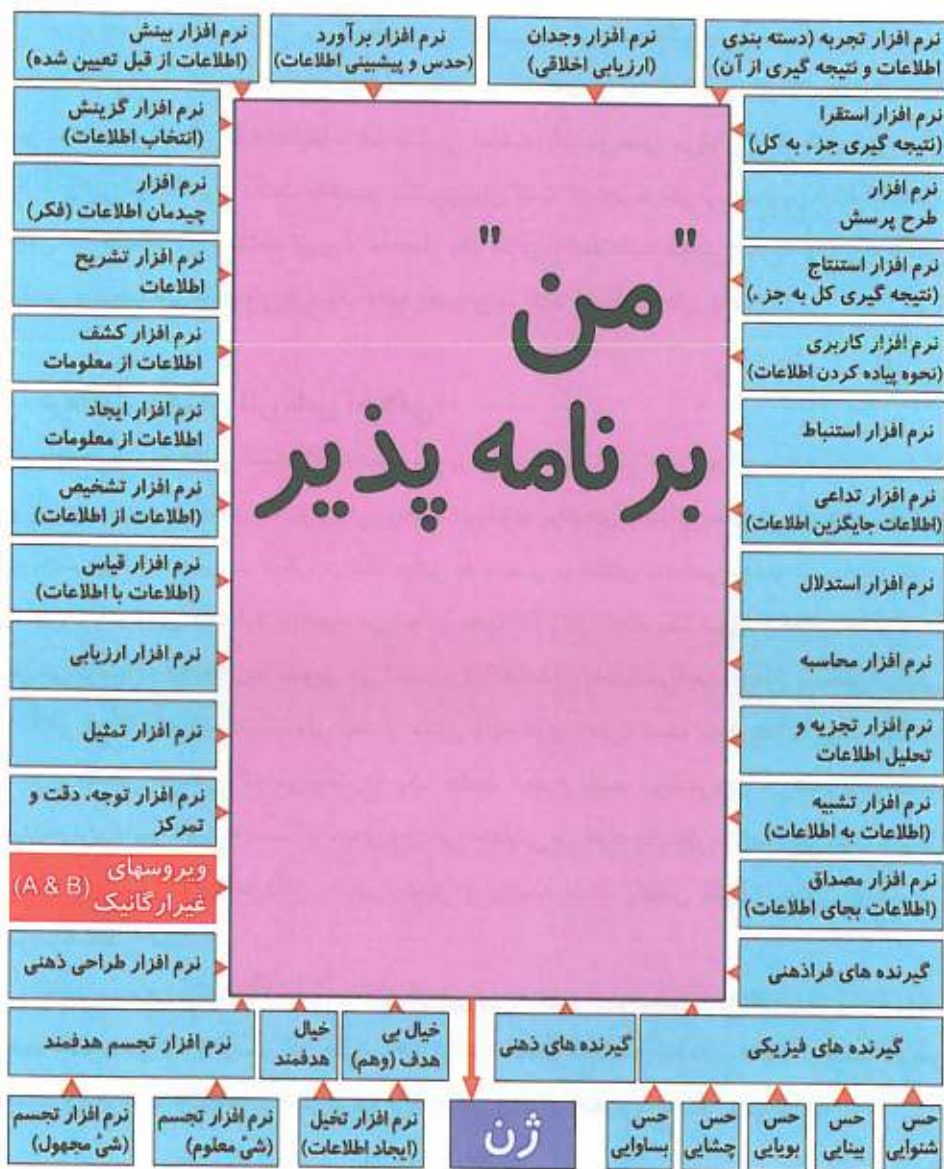 نرم افزار تجربه (دسته بندی
اطلاعات و نتیجه گیری از آن)
نرم افزار وجدان
(ارزیابی اخلاقی)
نرم افزار برآورد
(حدس و پیشبینی اطلاعات)
نرم افزار بینش
(اطلاعات از قبل تعیین شده)
نرم افزار استقرا
(نتیجه گیری جزء به کل)
نرم افزار
طرح پرسش
نرم افزار استنتاج
(نتیجه گیری کل به جزء)
نرم افزار کاربری
(نحوه پیاده کردن اطلاعات)
نرم افزار استنباط
نرم افزار تداعی
(اطلاعات جایگزین اطلاعات)
نرم افزار استدلال
نرم افزار محاسبه
نرم افزار تجزیه و
تحلیل اطلاعات
نرم افزار تشبیه
(اطلاعات به اطلاعات)
نرم افزار مصداق
(اطلاعات بجای اطلاعات)
گیرنده های فراذهنی
"من"
برنامه پذیر
نرم افزار گزینش
(انتخاب اطلاعات)
نرم افزار
چیدمان اطلاعات (فکر)
نرم افزار تشریح
اطلاعات
نرم افزار کشف
اطلاعات از معلومات
نرم افزار ایجاد
اطلاعات از معلومات
نرم افزار تشخیص
(اطلاعات از اطلاعات)
نرم افزار قیاس
(اطلاعات با اطلاعات)
نرم افزار ارزیابی
نرم افزار تمثیل
نرم افزار توجه، دقت و
تمرکز
ویروسهای
غیرارگانیک (A & B)
نرم افزار طراحی ذهنی
گیرنده های فیزیکی
گیرنده های ذهنی
خیال بی
هدف (وهم)
خیال
هدفمند
نرم افزار تجسم هدفمند
حس
شنوایی
حس
بینایی
حس
بویایی
حس
چشایی
حس
بساوایی
ژن
نرم افزار تخیل
(ایجاد اطلاعات)
نرم افزار تجسم
(شئ معلوم)
نرم افزار تجسم
(شئ مجهول)